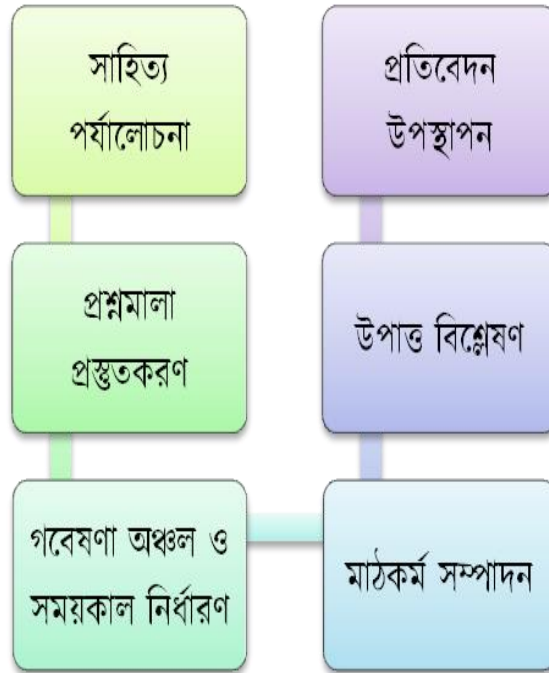 সাহিত্য
পর্যালোচনা
প্রশ্নমালা
প্রস্তুতকরণ
গবেষণা অঞ্চল ও
সময়কাল নির্ধারণ
মাঠকর্ম সম্পাদন
উপাত্ত বিশ্লেষণ
প্রতিবেদন
উপস্থাপন